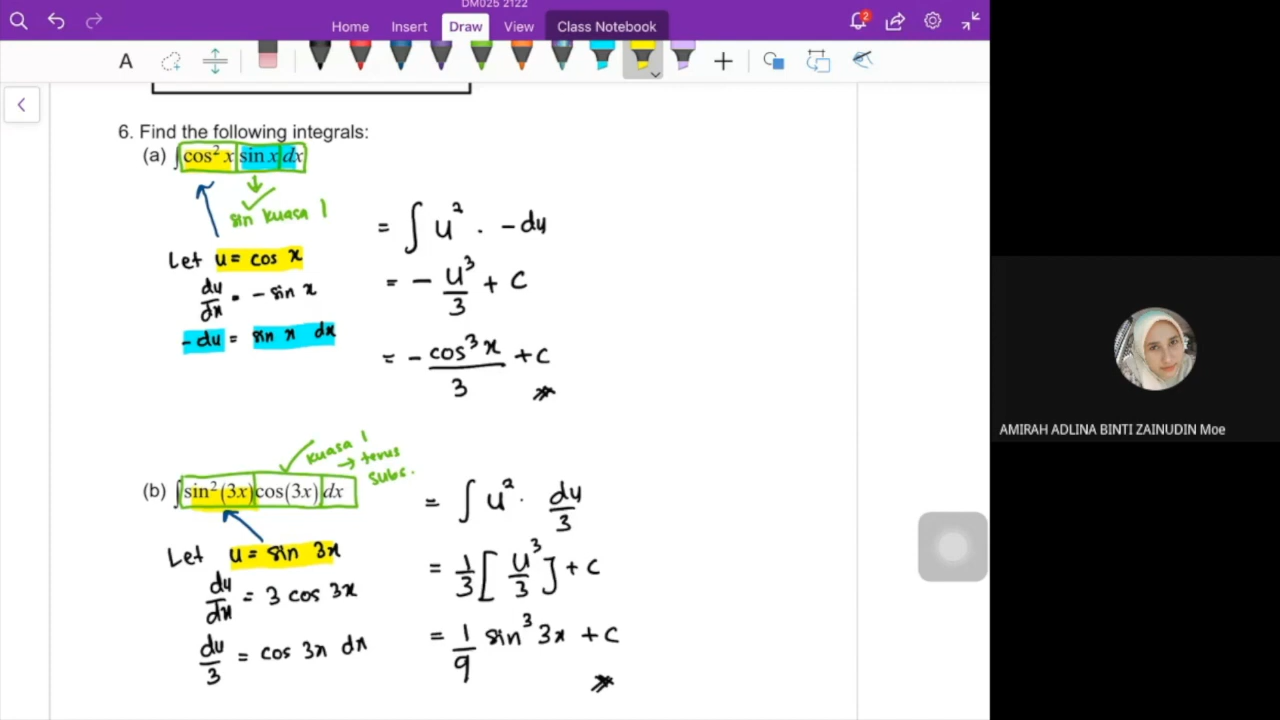 DM025 2122
Home Insert Draw View Class Notebook
2
A
6. Find the following integrals:
(a) ∫cos² x sin x dx
sin kuasa 1
Let u = cos x
du/dx = - sin x
-du = sin x dx
= ∫ u² . - du
= - u³/3 + c
= - cos³x/3 + c
(b) ∫sin² (3x) cos (3x) dx
kuasa 1
→ terus
subs.
Let u = sin 3x
du/dx = 3 cos 3x
du/3 = cos 3x dx
= ∫ u² . du/3
= 1/3 [ u³/3 ] + c
= 1/9 sin³ 3x + c
AMIRAH ADLINA BINTI ZAINUDIN Moe